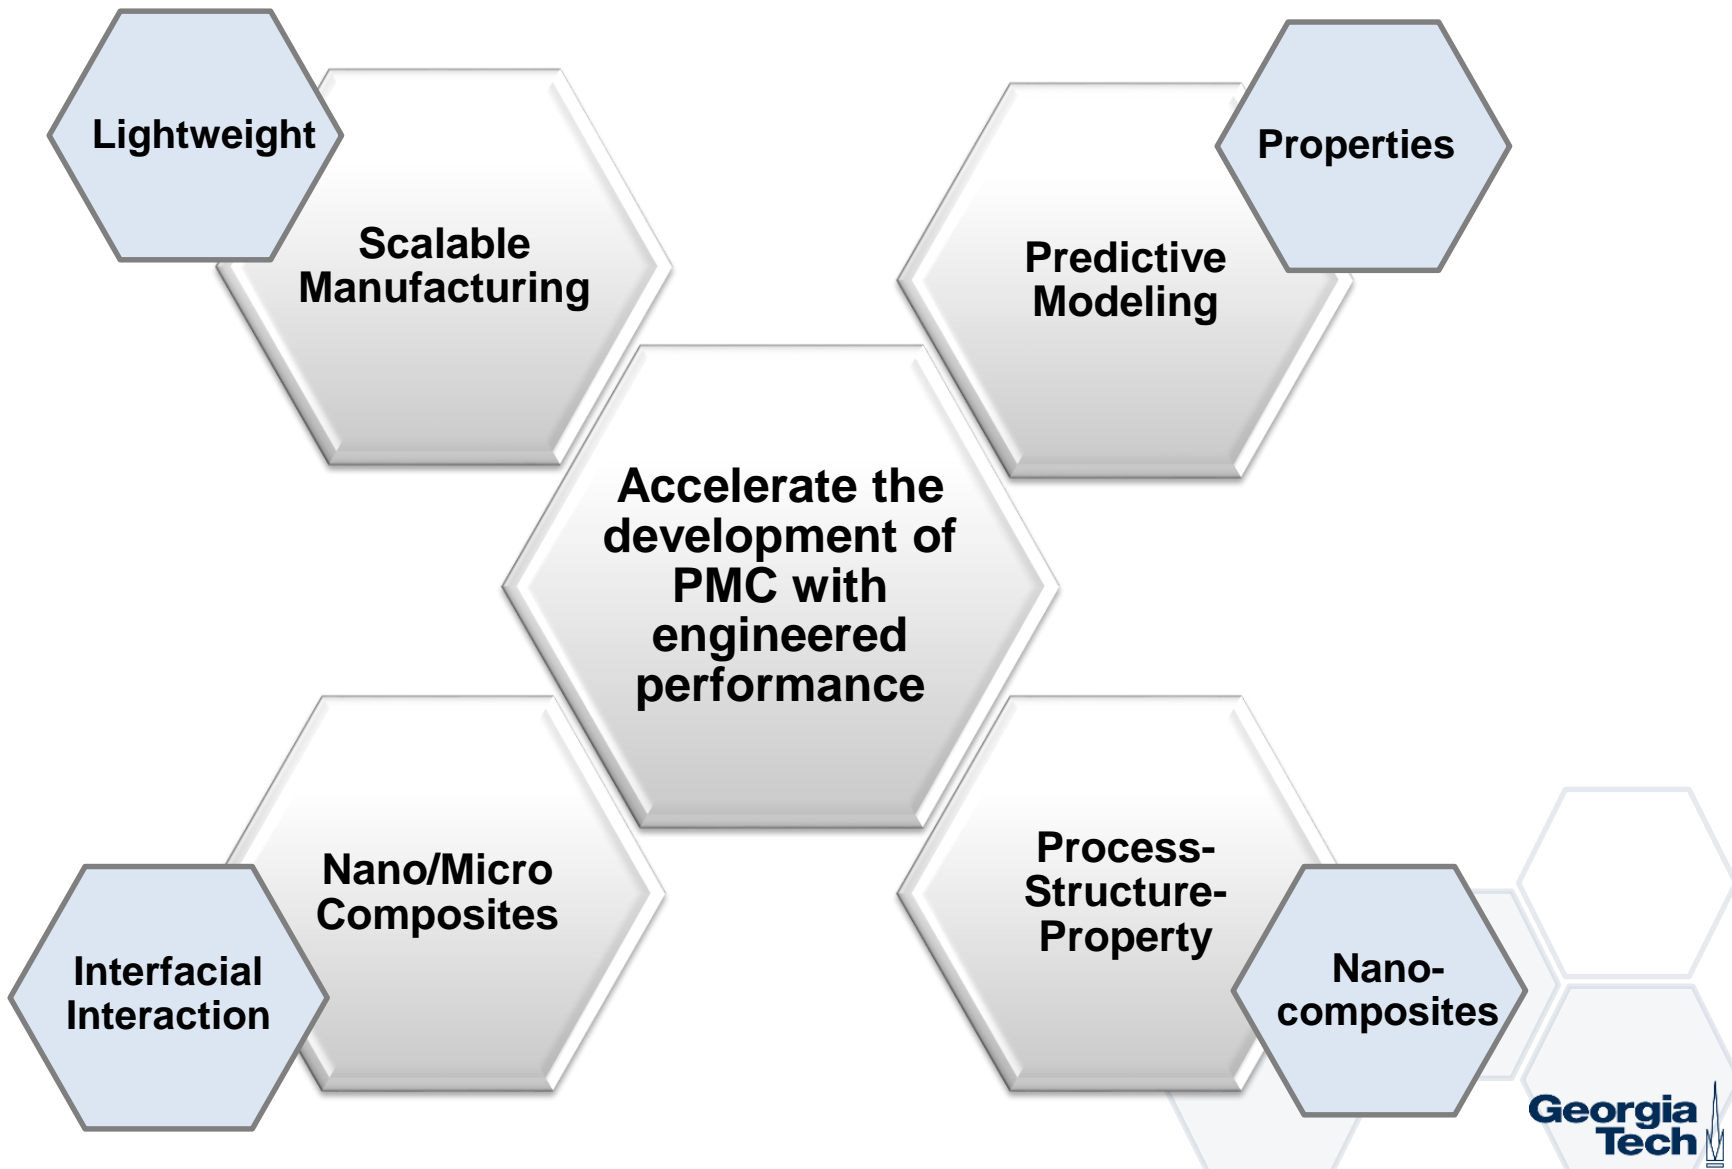 Lightweight
Scalable
Manufacturing
Properties
Predictive
Modeling
Accelerate the
development of
PMC with
engineered
performance
Nano/Micro
Composites
Interfacial
Interaction
Process-
Structure-
Property
Nano-
composites
Georgia
Tech